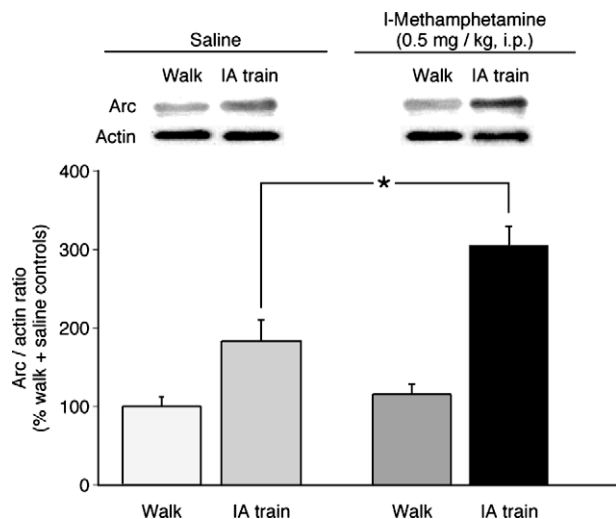 Saline
l-Methamphetamine
(0.5 mg / kg, i.p.)
Walk IA train Walk IA train
Arc
Actin
400
300
200
100
0
Arc / actin ratio
(% walk + saline controls)
*
Walk IA train Walk IA train